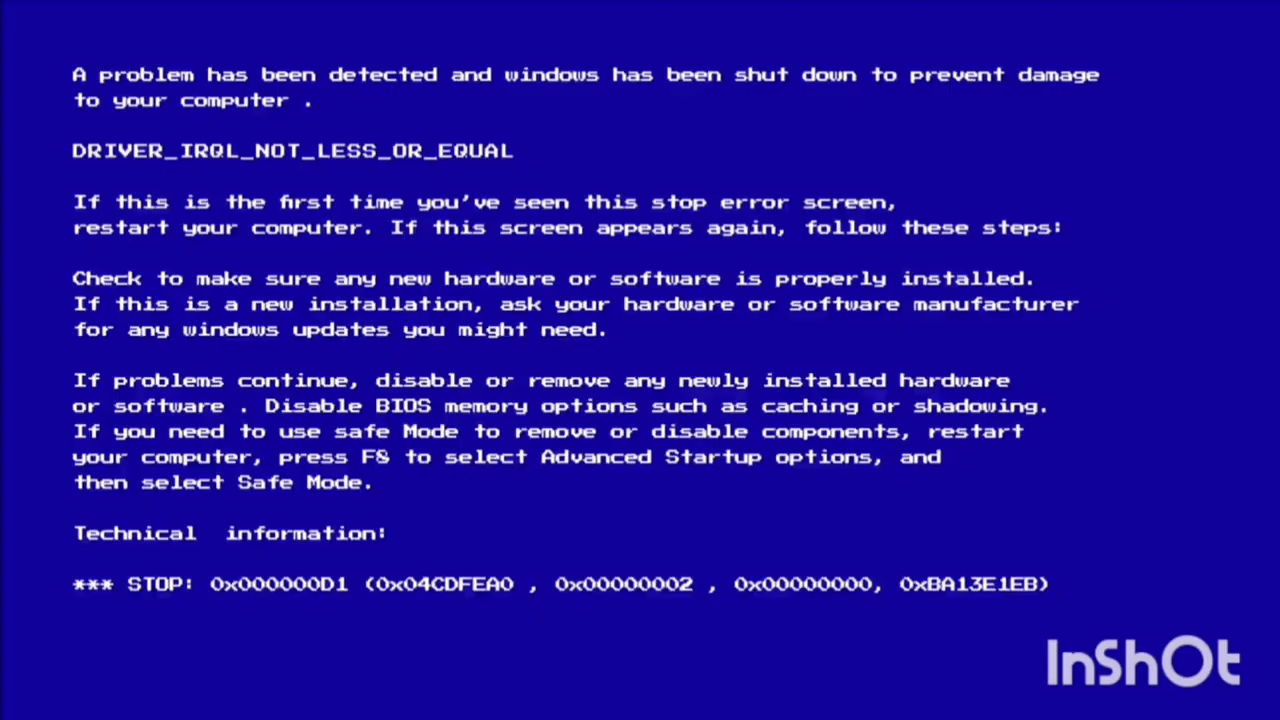 A problem has been detected and windows has been shut down to prevent damage
to your computer .
DRIVER_IRQL_NOT_LESS_OR_EQUAL
If this is the first time you've seen this stop error screen,
restart your computer. If this screen appears again, follow these steps:
Check to make sure any new hardware or software is properly installed.
If this is a new installation, ask your hardware or software manufacturer
for any windows updates you might need.
If problems continue, disable or remove any newly installed hardware
or software . Disable BIOS memory options such as caching or shadowing.
If you need to use safe Mode to remove or disable components, restart
your computer, press F& to select Advanced Startup options, and
then select Safe Mode.
Technical  information:
*** STOP: 0x000000D1 (0x04CDFEA0 , 0x00000002 , 0x00000000, 0xBA13E1EB)
InShOt